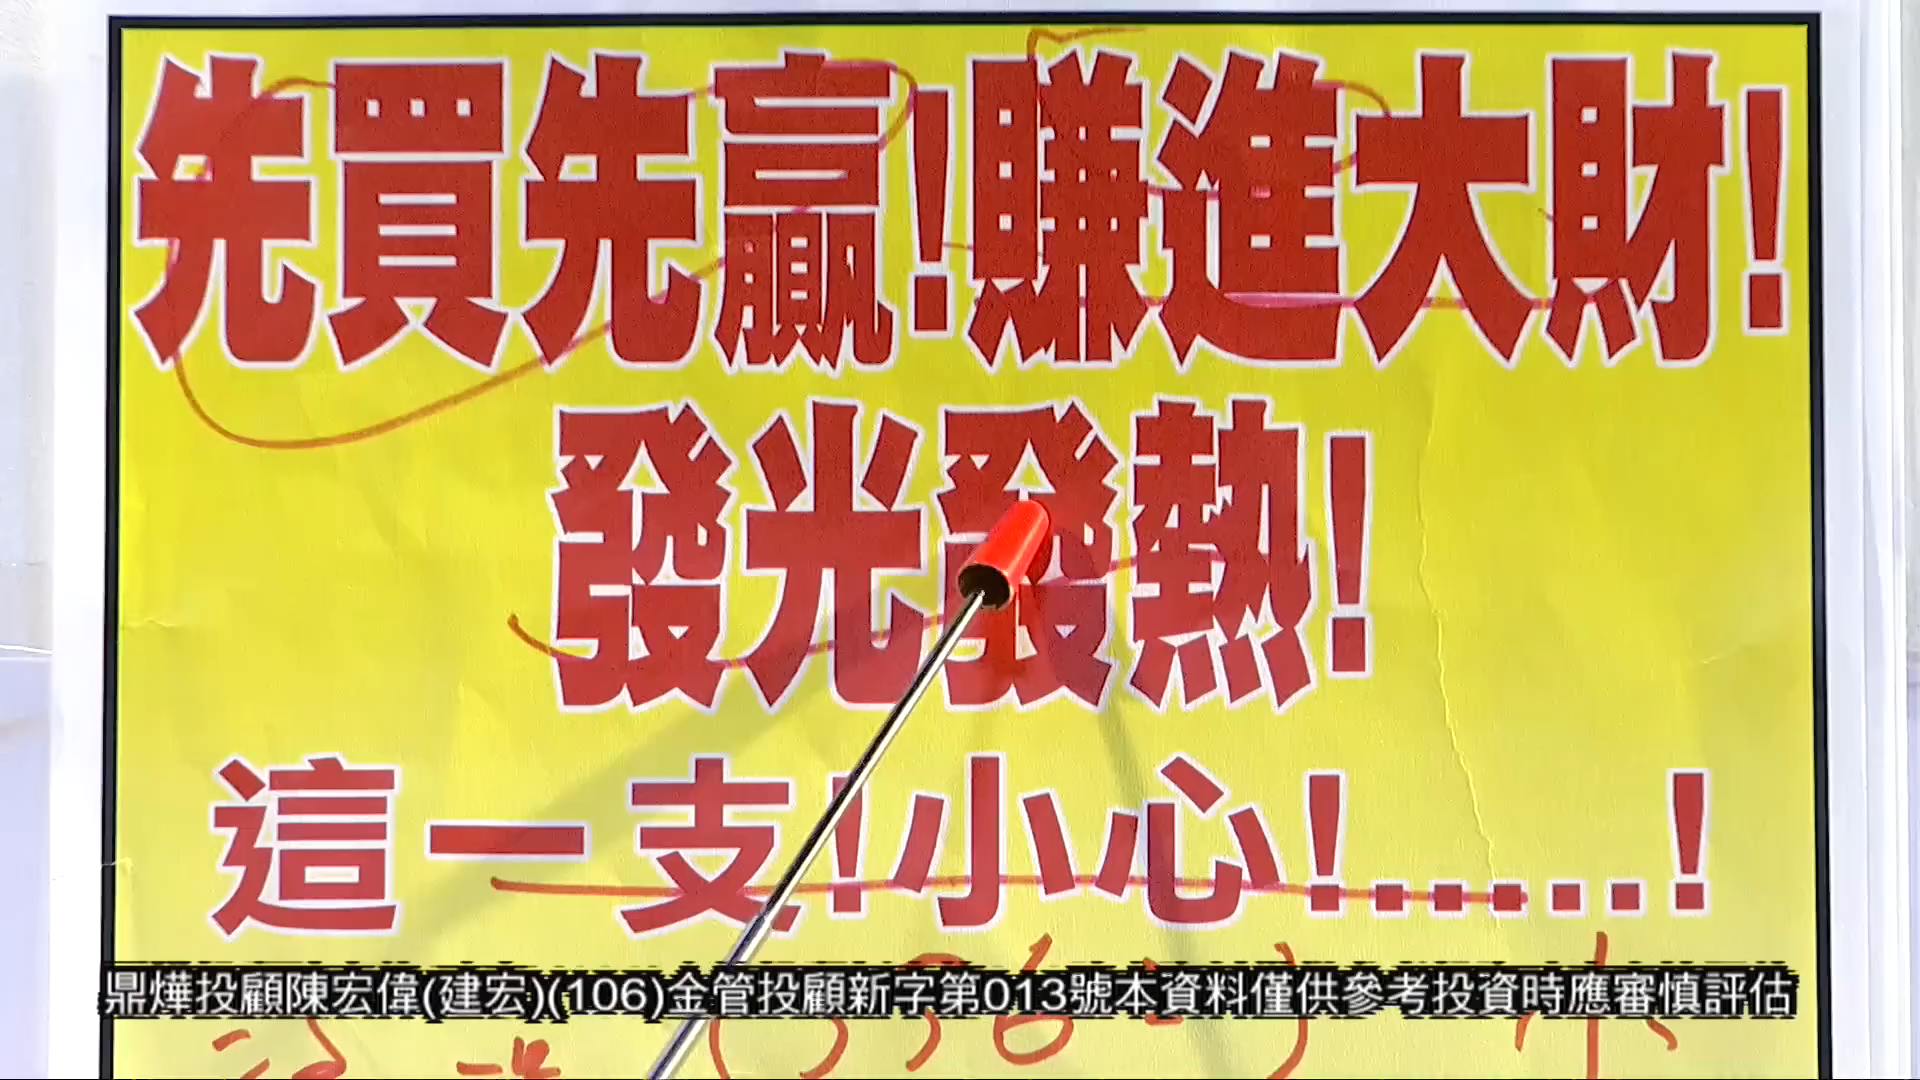 先買先贏!賺進大財!
發光發熱!
這一支!小心!......!
鼎燁投顧陳宏偉(建宏)(106)金管投顧新字第013號本資料僅供參考投資時應審慎評估